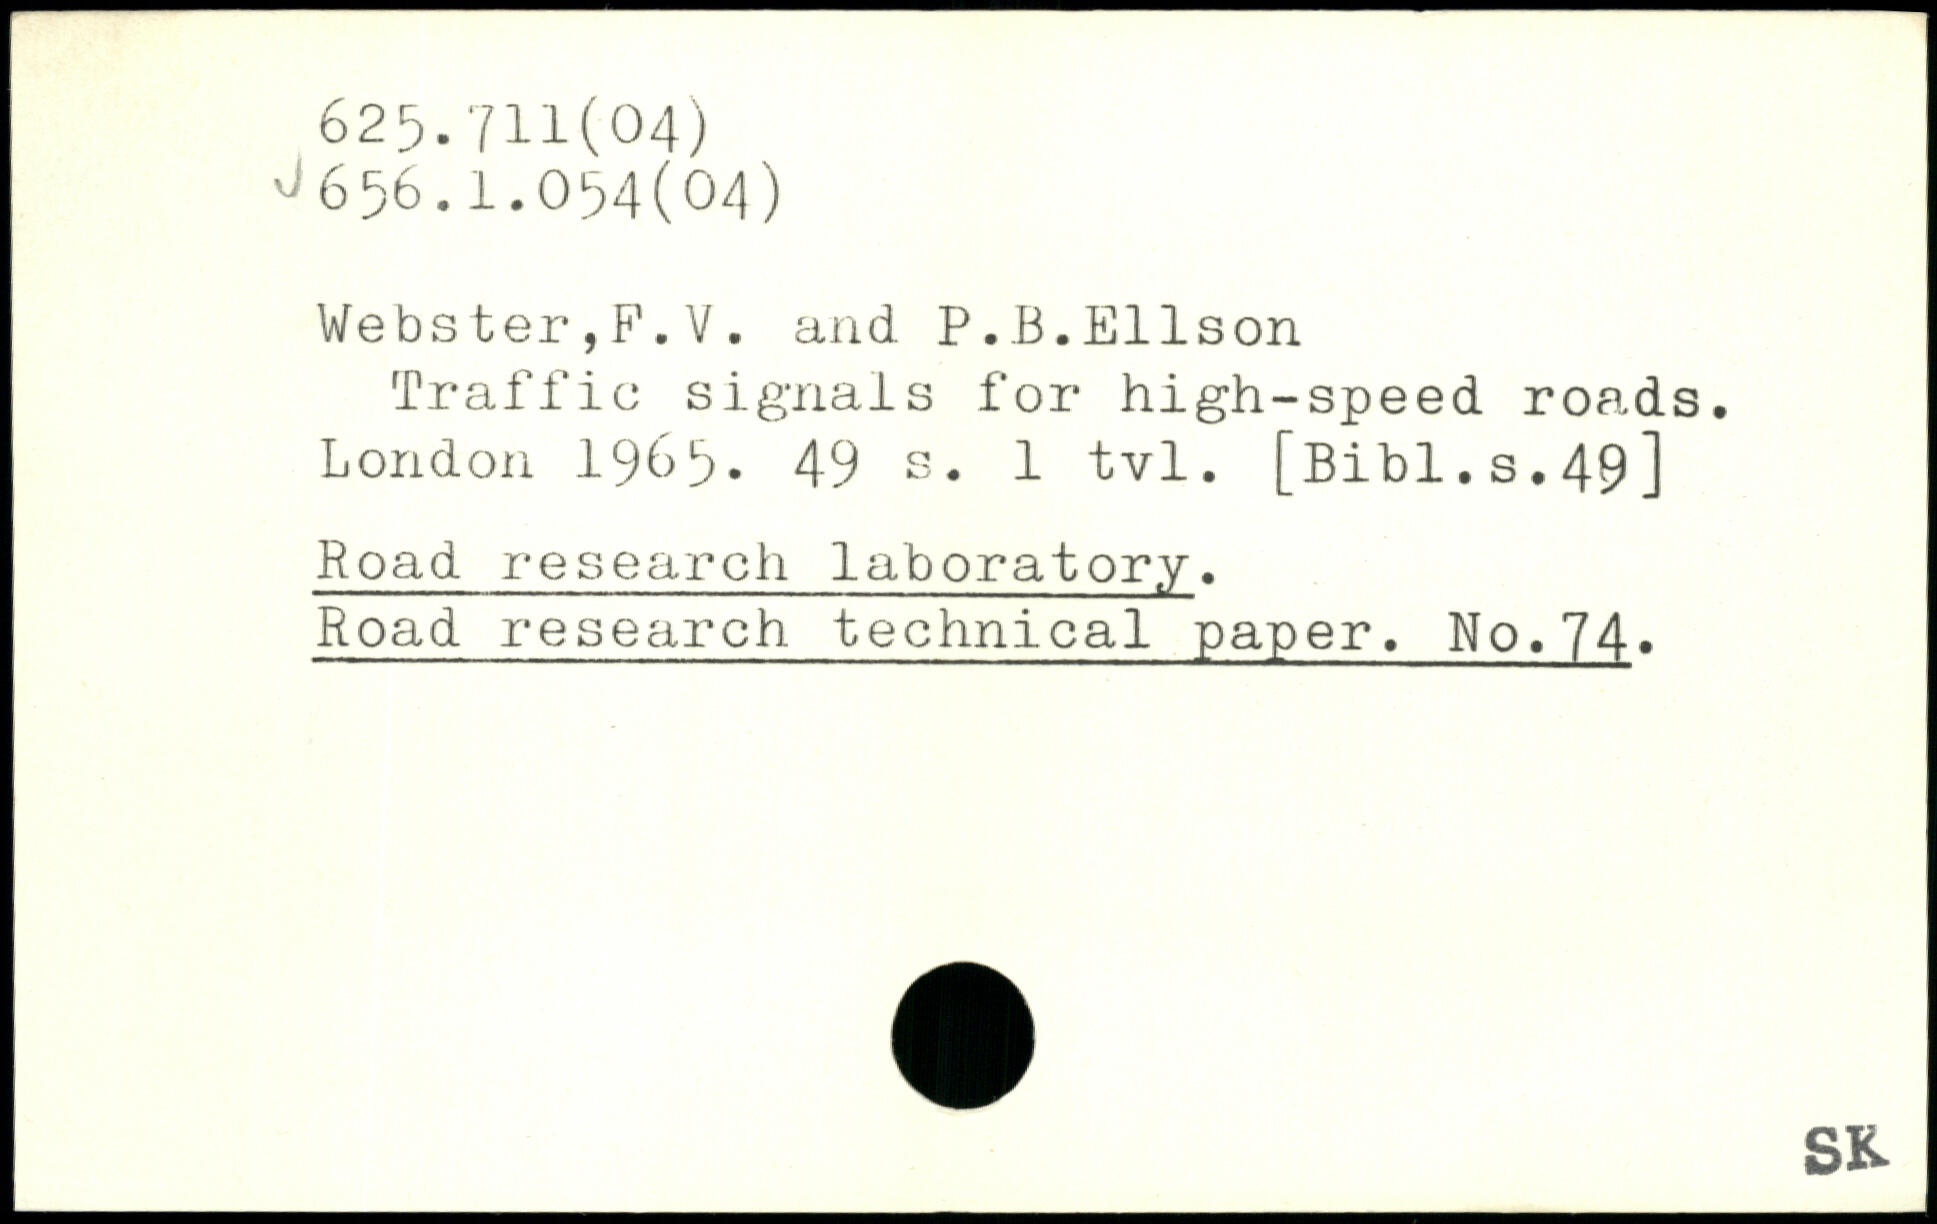 625.711(04)
656.1.054(04)
Webster,F.V. and P.B.Ellson
Traffic signals for high-speed roads.
London 1965. 49 s. 1 tvl. [Bibl.s.49]
Road research laboratory.
Road research technical paper. No.74.
SK